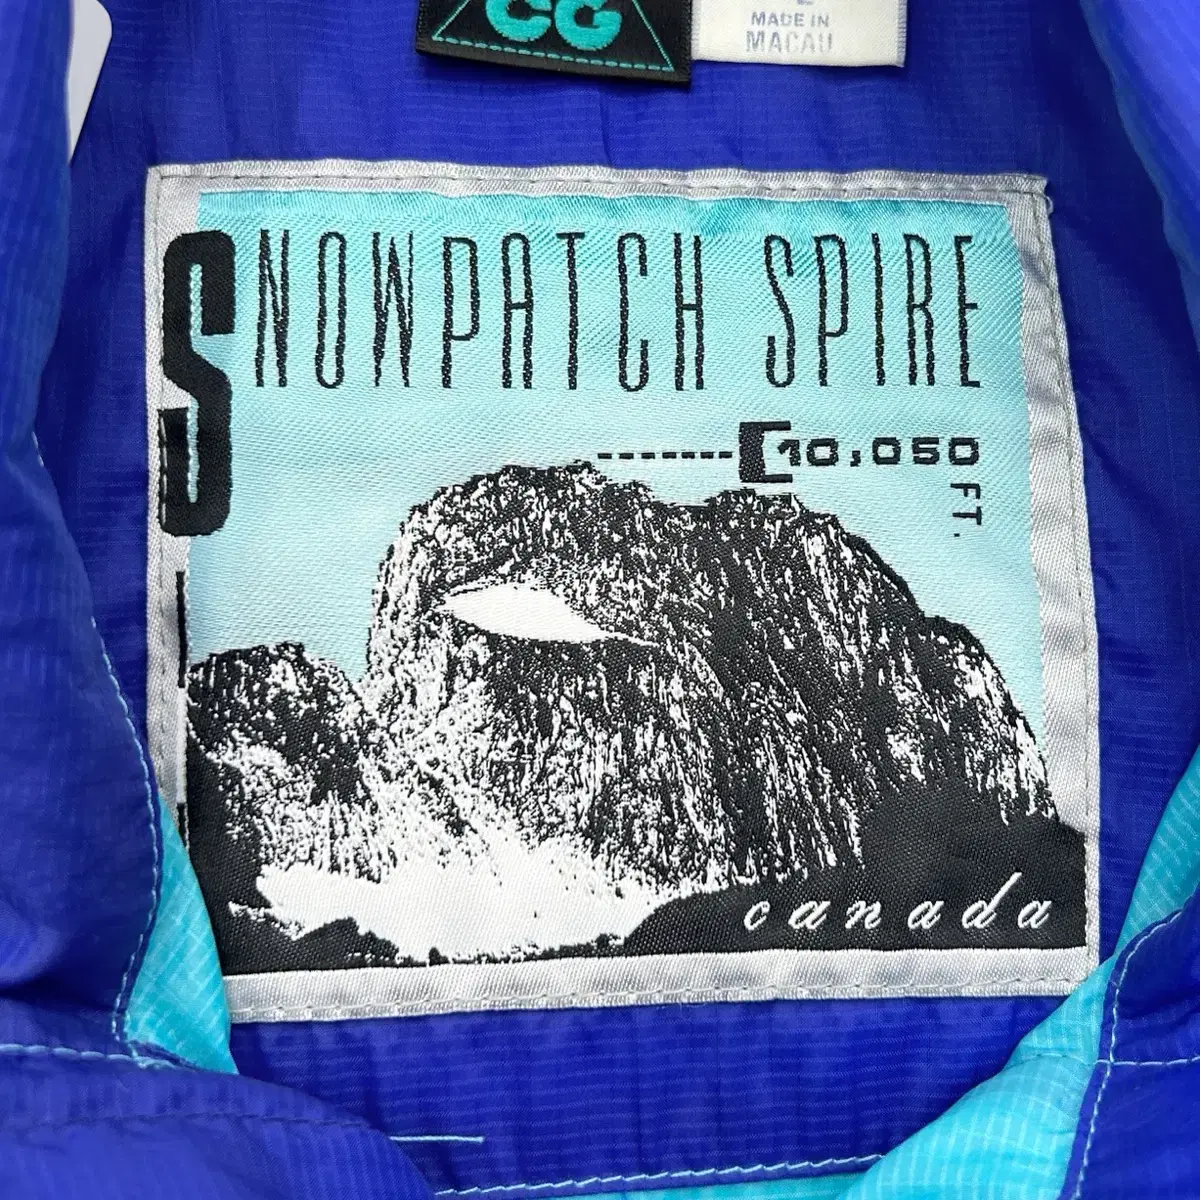 CG
MADE IN
MACAU
SNOWPATCH SPIRE
10,050
FT.
canada